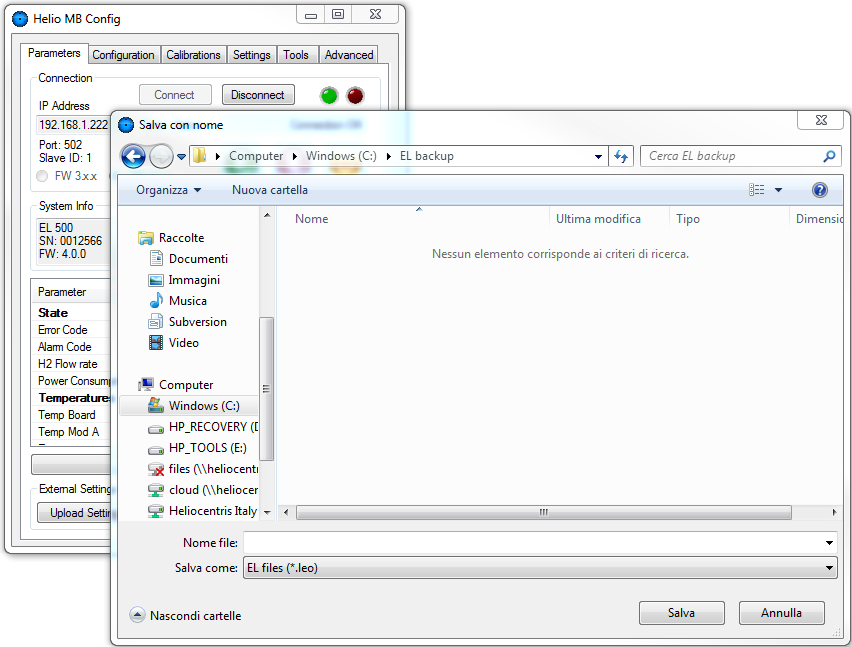 Helio MB Config
Parameters Configuration Calibrations Settings Tools Advanced
Connection
Connect Disconnect
IP Address
192.168.1.222
Port: 502
Slave ID: 1
FW 3.x.x
System Info
EL 500
SN: 0012566
FW: 4.0.0
Parameter
State
Error Code
Alarm Code
H2 Flow rate
Power Consump
Temperatures
Temp Board
Temp Mod A
External Setting
Upload Settin
Salva con nome
Computer Windows (C:) EL backup
Cerca EL backup
Organizza Nuova cartella
Nome Ultima modifica Tipo Dimensio
Nessun elemento corrisponde ai criteri di ricerca.
Raccolte
Documenti
Immagini
Musica
Subversion
Video
Computer
Windows (C:)
HP_RECOVERY (D
HP_TOOLS (E:)
files (\\heliocentr
cloud (\\heliocer
Heliocentris Italy
Nome file:
Salva come: EL files (*.leo)
Nascondi cartelle
Salva Annulla